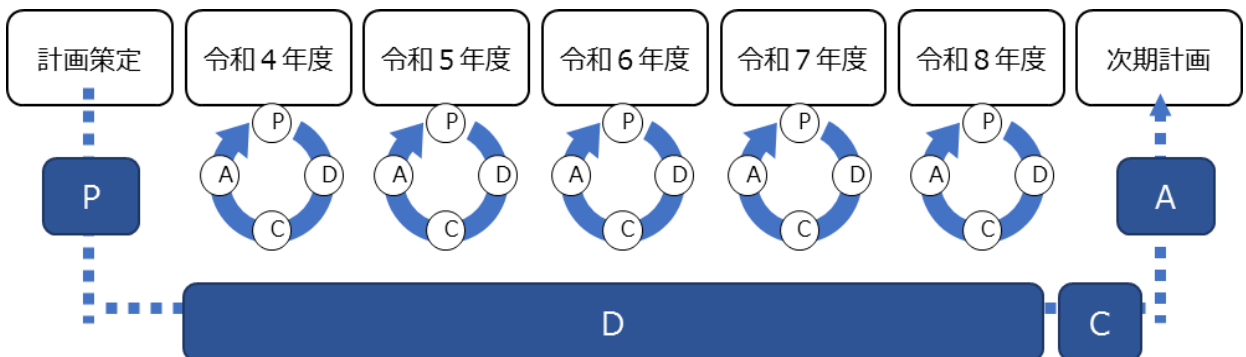 計画策定 令和4年度 令和5年度 令和6年度 令和7年度 令和8年度 次期計画
P P P P P
A D A D A D A D A D
P A
C C C C C
D C